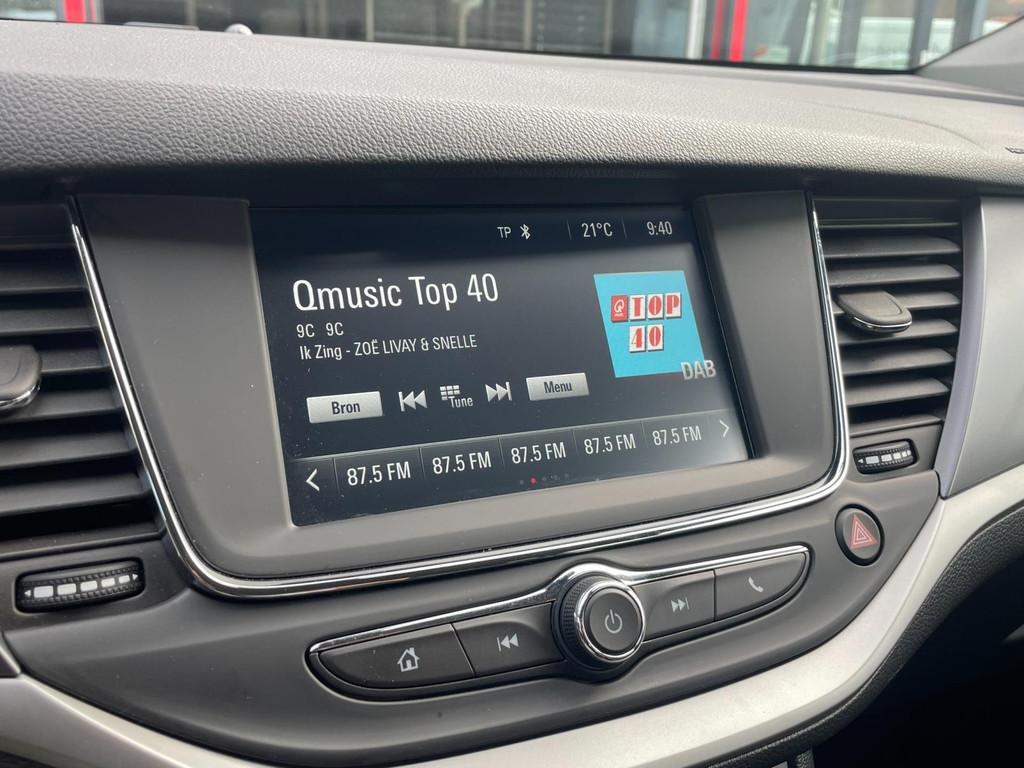 TP 21°C 9:40
Qmusic Top 40
9C 9C
Ik Zing - ZOË LIVAY & SNELLE
Q TOP
40
DAB
Bron Tune Menu
87.5 FM 87.5 FM 87.5 FM 87.5 FM 87.5 FM